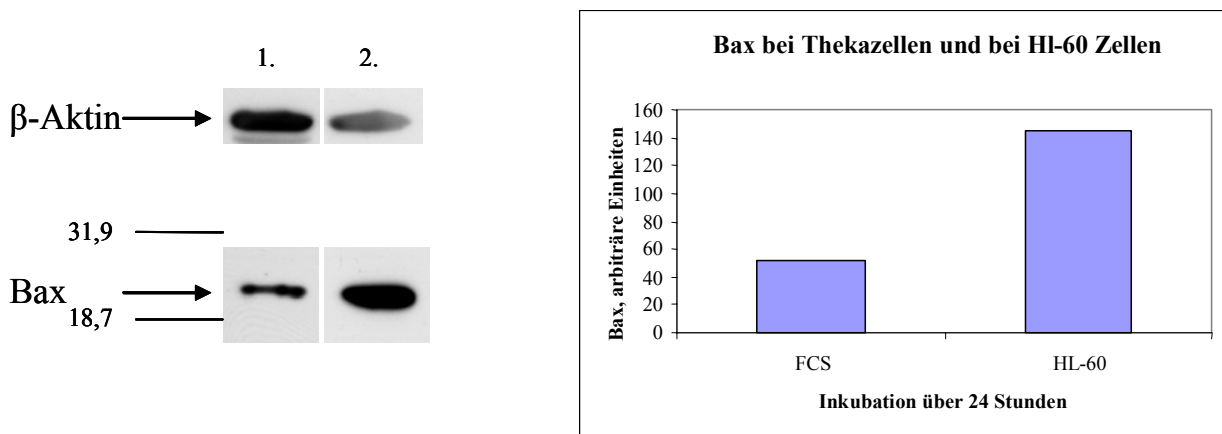 1. 2.
β-Aktin
31,9
Bax
18,7
Bax bei Thekazellen und bei Hl-60 Zellen
Bax, arbiträre Einheiten
160
140
120
100
80
60
40
20
0
FCS HL-60
Inkubation über 24 Stunden